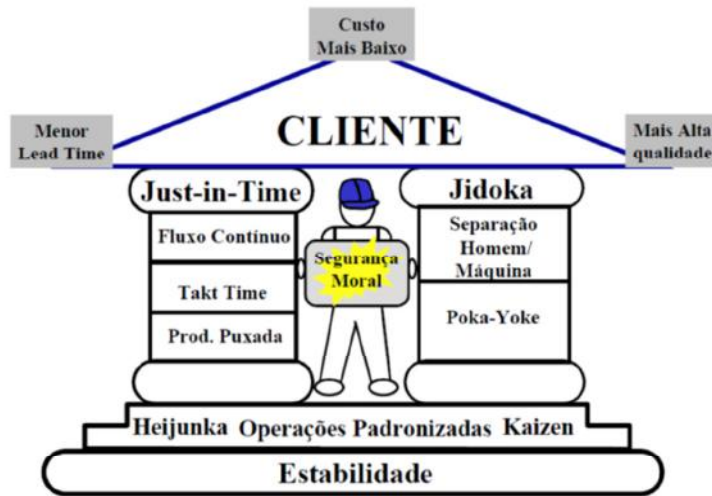 Custo
Mais Baixo
Menor
Lead Time
CLIENTE
Mais Alta
qualidade
Just-in-Time
Fluxo Contínuo
Takt Time
Prod. Puxada
Segurança
Moral
Jidoka
Separação
Homem/
Máquina
Poka-Yoke
Heijunka Operações Padronizadas Kaizen
Estabilidade